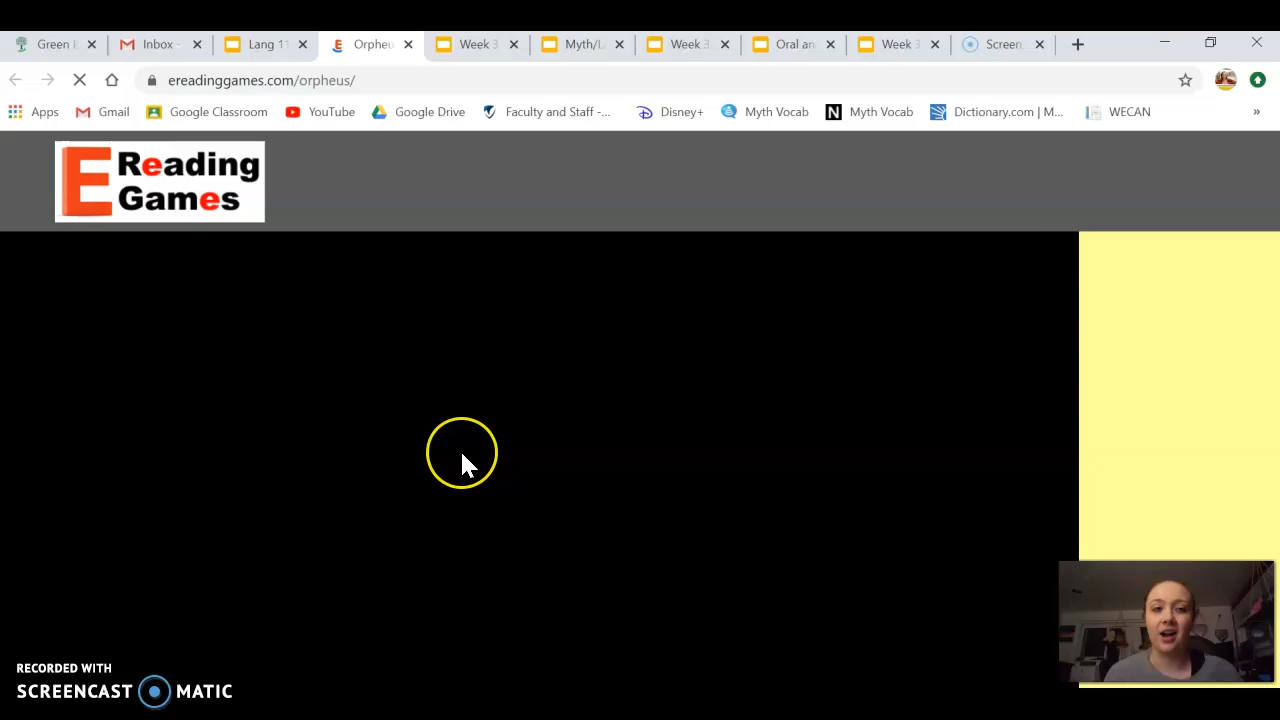 Green E Inbox - Lang 11 Orpheu Week 3 Myth/L Week 3 Oral an Week 3 Screen
ereadinggames.com/orpheus/
Apps Gmail Google Classroom YouTube Google Drive Faculty and Staff -... Disney+ Myth Vocab Myth Vocab Dictionary.com | M... WECAN »
E Reading
Games
RECORDED WITH
SCREENCAST MATIC